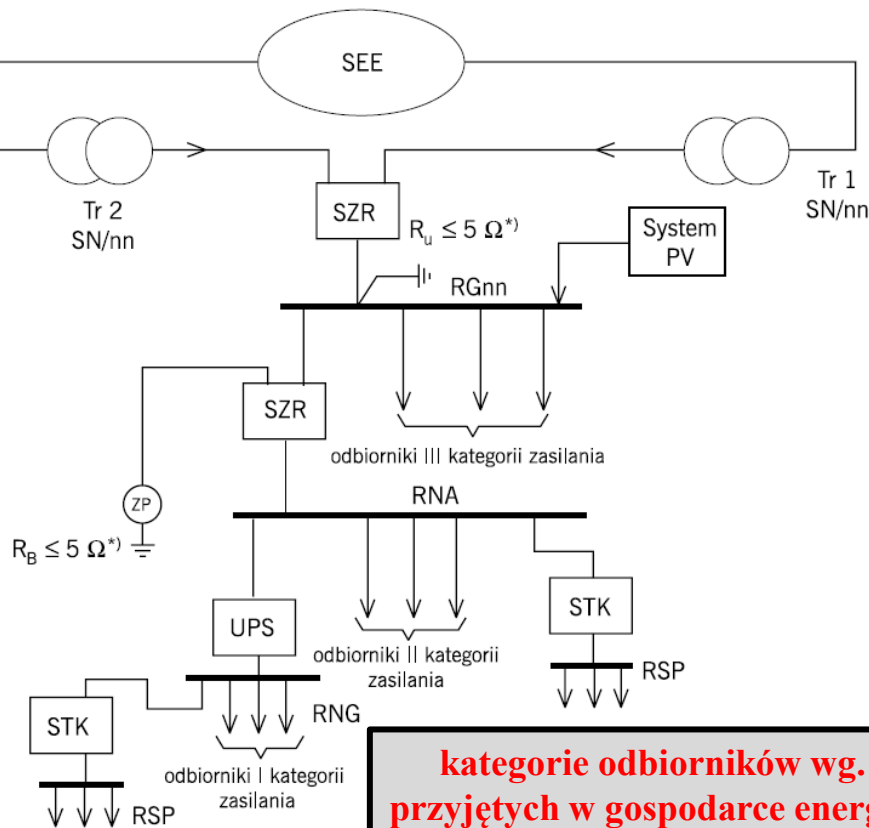 SEE
Tr 2
SN/nn
Tr 1
SN/nn
SZR
R_u ≤ 5 Ω*)
System
PV
RGnn
SZR
odbiorniki III kategorii zasilania
RNA
ZP
R_B ≤ 5 Ω*)
UPS
odbiorniki II kategorii
zasilania
STK
RSP
STK
RNG
odbiorniki I kategorii
zasilania
RSP
kategorie odbiorników wg.
przyjętych w gospodarce energ